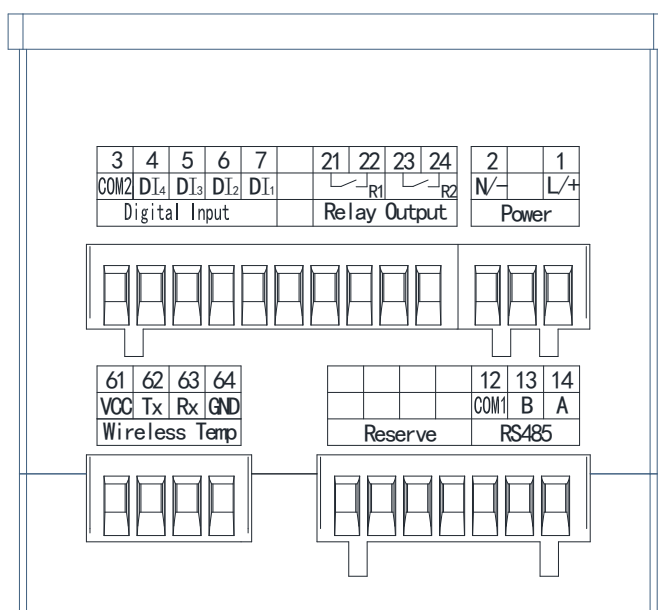 3 4 5 6 7 21 22 23 24 2 1
COM2 DI4 DI3 DI2 DI1 R1 R2 N/- L/+
Digital Input Relay Output Power
61 62 63 64 12 13 14
VCC Tx Rx GND COM1 B A
Wireless Temp Reserve RS485